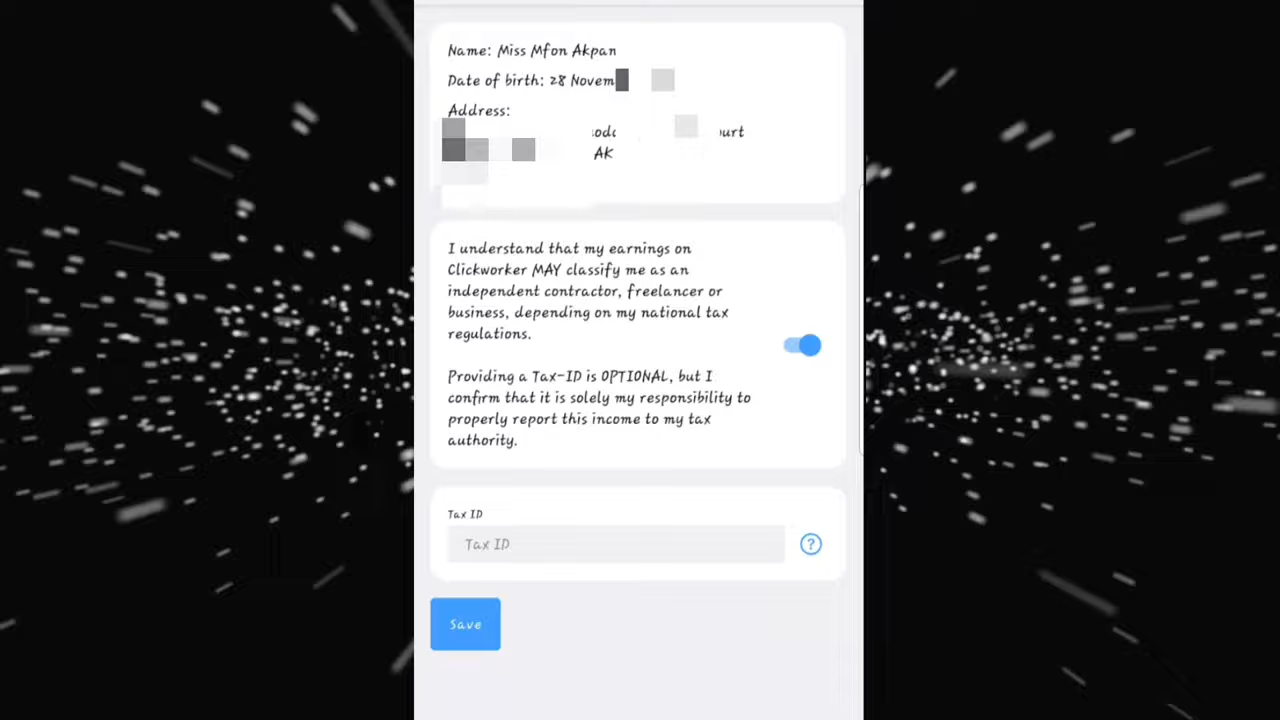 Name: Miss Mfon Akpan
Date of birth: 28 Novem
Address:
urt
AK
I understand that my earnings on
Clickworker MAY classify me as an
independent contractor, freelancer or
business, depending on my national tax
regulations.
Providing a Tax-ID is OPTIONAL, but I
confirm that it is solely my responsibility to
properly report this income to my tax
authority.
Tax ID
Tax ID
Save